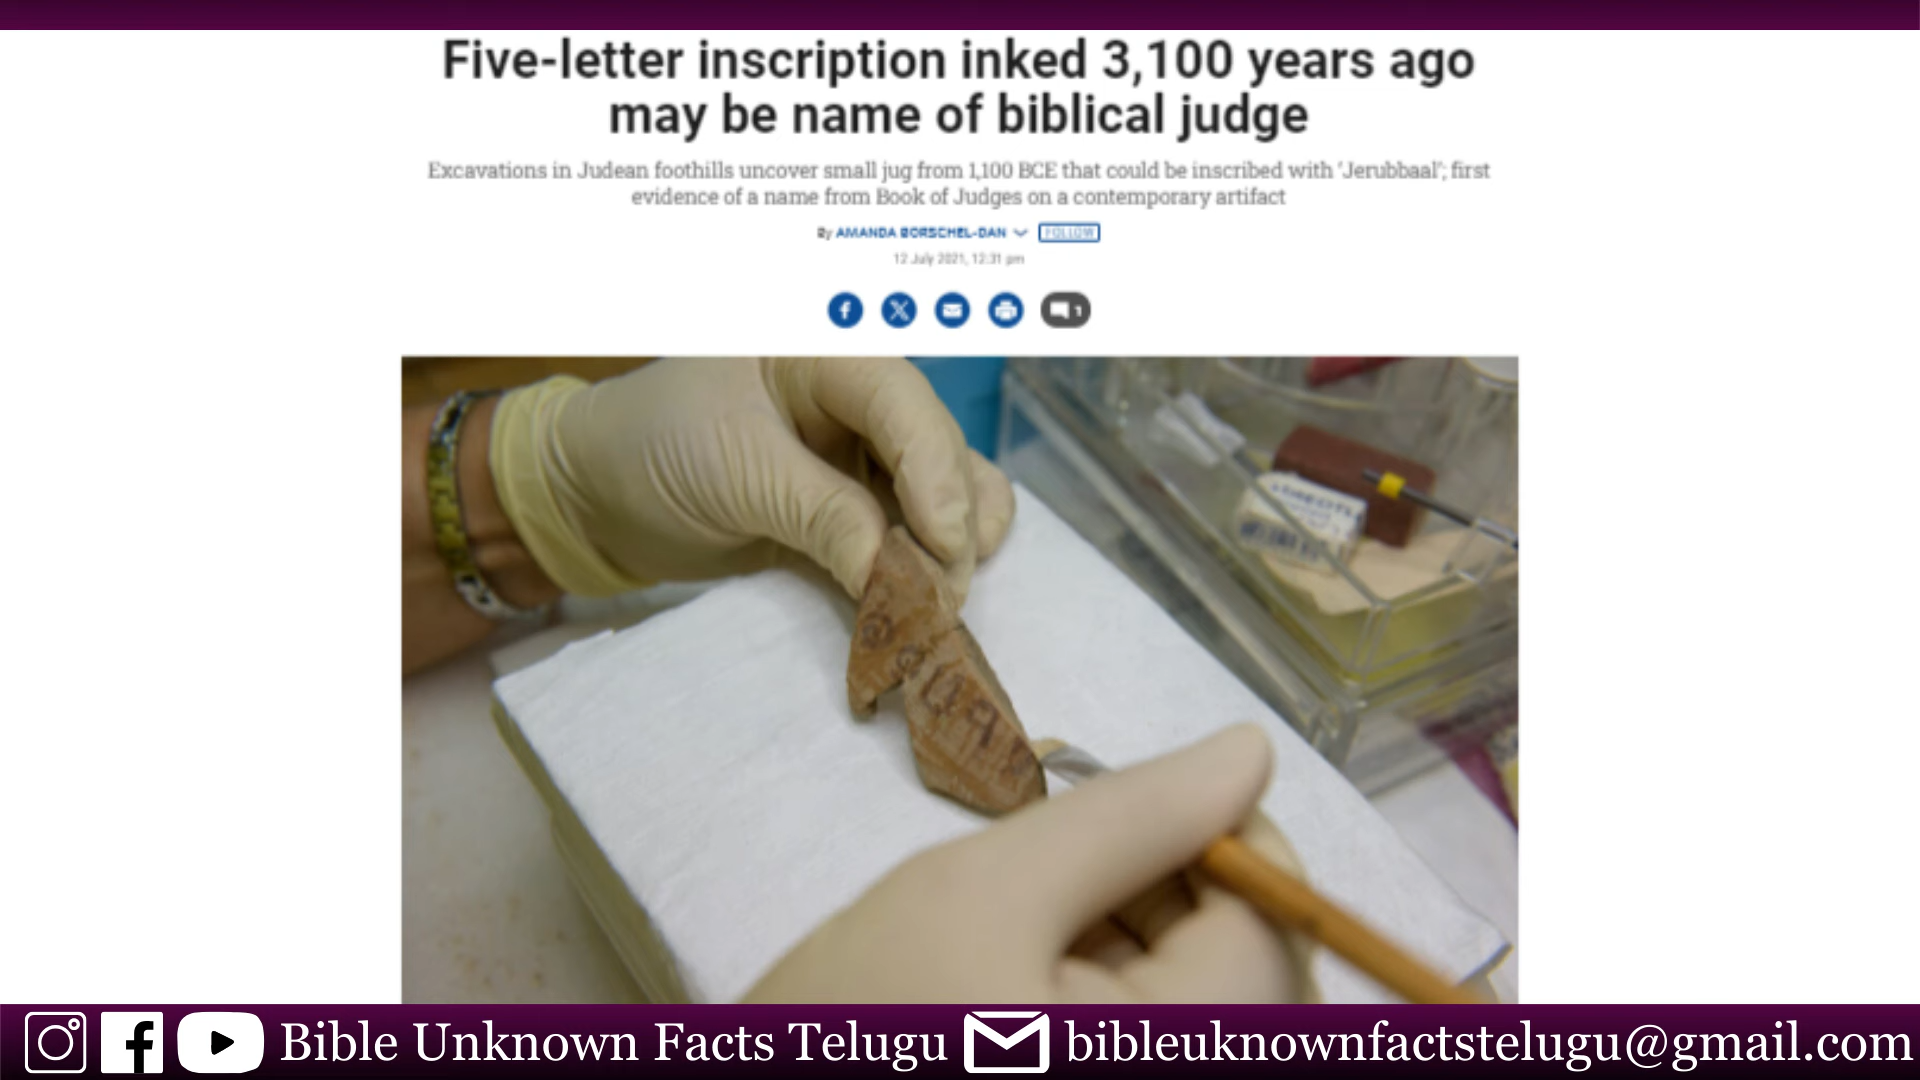 Five-letter inscription inked 3,100 years ago
may be name of biblical judge
Excavations in Judean foothills uncover small jug from 1,100 BCE that could be inscribed with 'Jerubbaal'; first
evidence of a name from Book of Judges on a contemporary artifact
By AMANDA BORSCHEL-DAN FOLLOW
12 July 2021, 12:31 pm
1
Bible Unknown Facts Telugu bibleuknownfactstelugu@gmail.com